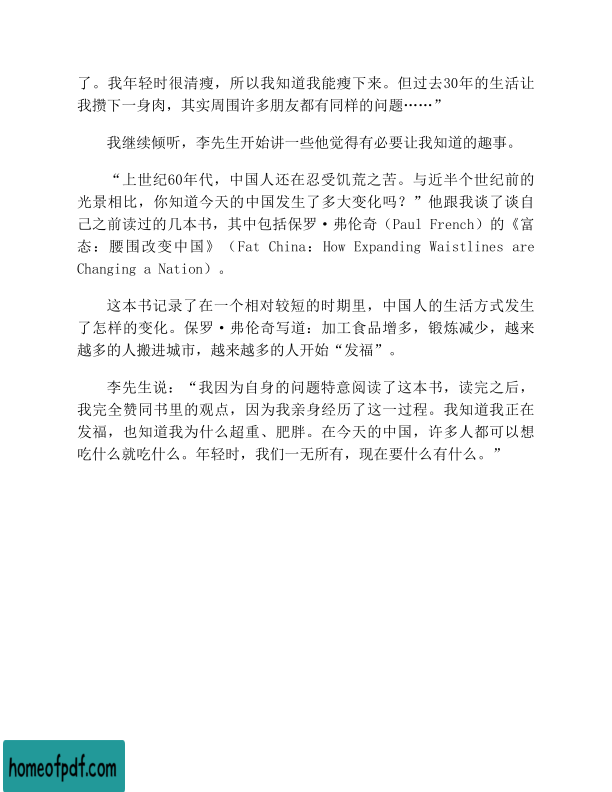 了。我年轻时很清瘦，所以我知道我能瘦下来。但过去30年的生活让
我攒下一身肉，其实周围许多朋友都有同样的问题……”
我继续倾听，李先生开始讲一些他觉得有必要让我知道的趣事。
“上世纪60年代，中国人还在忍受饥荒之苦。与近半个世纪前的
光景相比，你知道今天的中国发生了多大变化吗？”他跟我谈了谈自
己之前读过的几本书，其中包括保罗·弗伦奇（Paul French）的《富
态：腰围改变中国》（Fat China：How Expanding Waistlines are
Changing a Nation）。
这本书记录了在一个相对较短的时期里，中国人的生活方式发生
了怎样的变化。保罗·弗伦奇写道：加工食品增多，锻炼减少，越来
越多的人搬进城市，越来越多的人开始“发福”。
李先生说：“我因为自身的问题特意阅读了这本书，读完之后，
我完全赞同书里的观点，因为我亲身经历了这一过程。我知道我正在
发福，也知道我为什么超重、肥胖。在今天的中国，许多人都可以想
吃什么就吃什么。年轻时，我们一无所有，现在要什么有什么。”
homeofpdf.com